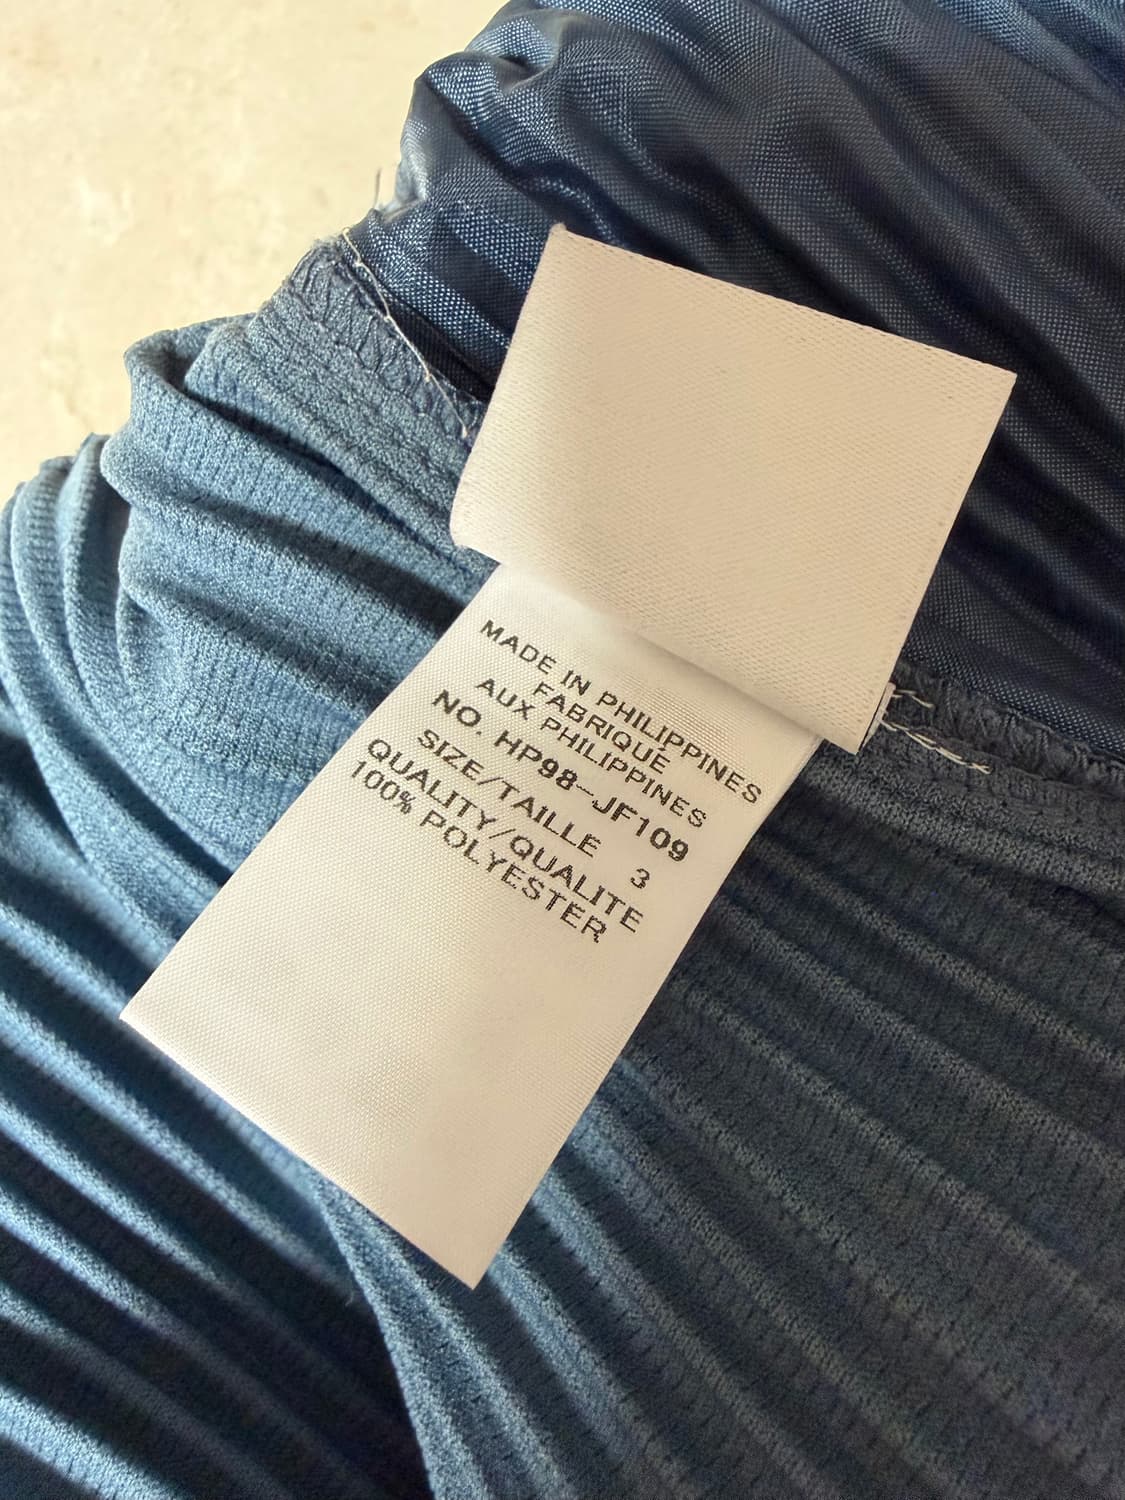 MADE IN PHILIPPINES
FABRIQUE
AUX PHILIPPINES
NO. HP98-JF109
SIZE/TAILLE 3
QUALITY/QUALITE
100% POLYESTER